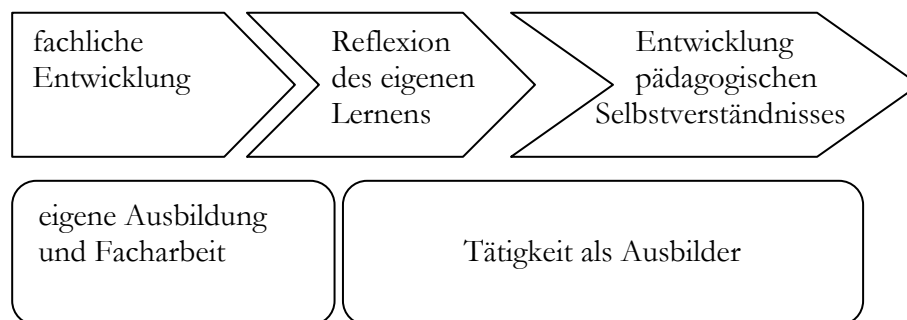 fachliche
Entwicklung
Reflexion
des eigenen
Lernens
Entwicklung
pädagogischen
Selbstverständnisses
eigene Ausbildung
und Facharbeit
Tätigkeit als Ausbilder